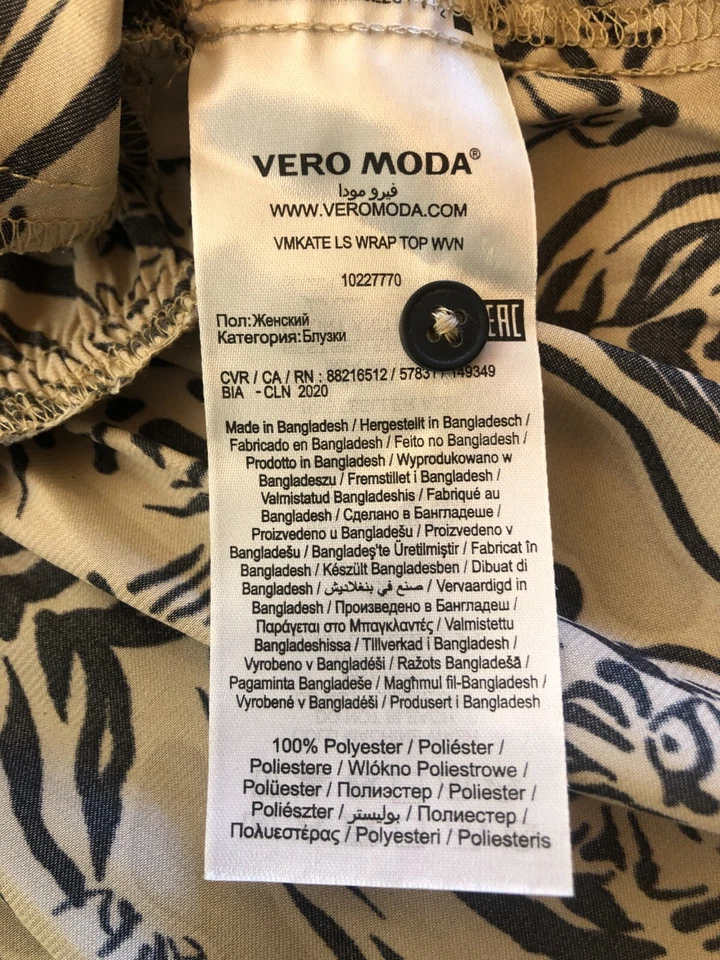 VERO MODA®
فيرو مودا
WWW.VEROMODA.COM
VMKATE LS WRAP TOP WVN
10227770
Пол:Женский
Категория:Блузки
EAC
CVR / CA / RN : 88216512 / 149349
BIA - CLN 2020
Made in Bangladesh / Hergestellt in Bangladesch /
Fabricado en Bangladesh / Feito no Bangladesh /
Prodotto in Bangladesh / Wyprodukowano w
Bangladeszu / Fremstillet i Bangladesh /
Valmistatud Bangladeshis / Fabriqué au
Bangladesh / Сделано в Бангладеше /
Proizvedeno u Bangladešu / Proizvedeno v
Bangladešu / Bangladeş'te Üretilmiştir / Fabricat în
Bangladesh / Készült Bangladesben / Dibuat di
Bangladesh / صنع في بنغلاديش / Vervaardigd in
Bangladesh / Произведено в Бангладеш /
Παράγεται στο Μπαγκλαντές / Valmistettu
Bangladeshissa / Tillverkad i Bangladesh /
Vyrobeno v Bangladéši / Ražots Bangladešā /
Pagaminta Bangladeše / Magħmul fil-Bangladesh /
Vyrobené v Bangladéši / Produsert i Bangladesh
100% Polyester / Poliéster /
Poliestere / Wlókno Poliestrowe /
Polüester / Полиэстер / Poliester /
Poliészter / بوليستر / Полиестер /
Πολυεστέρας / Polyesteri / Poliesteris